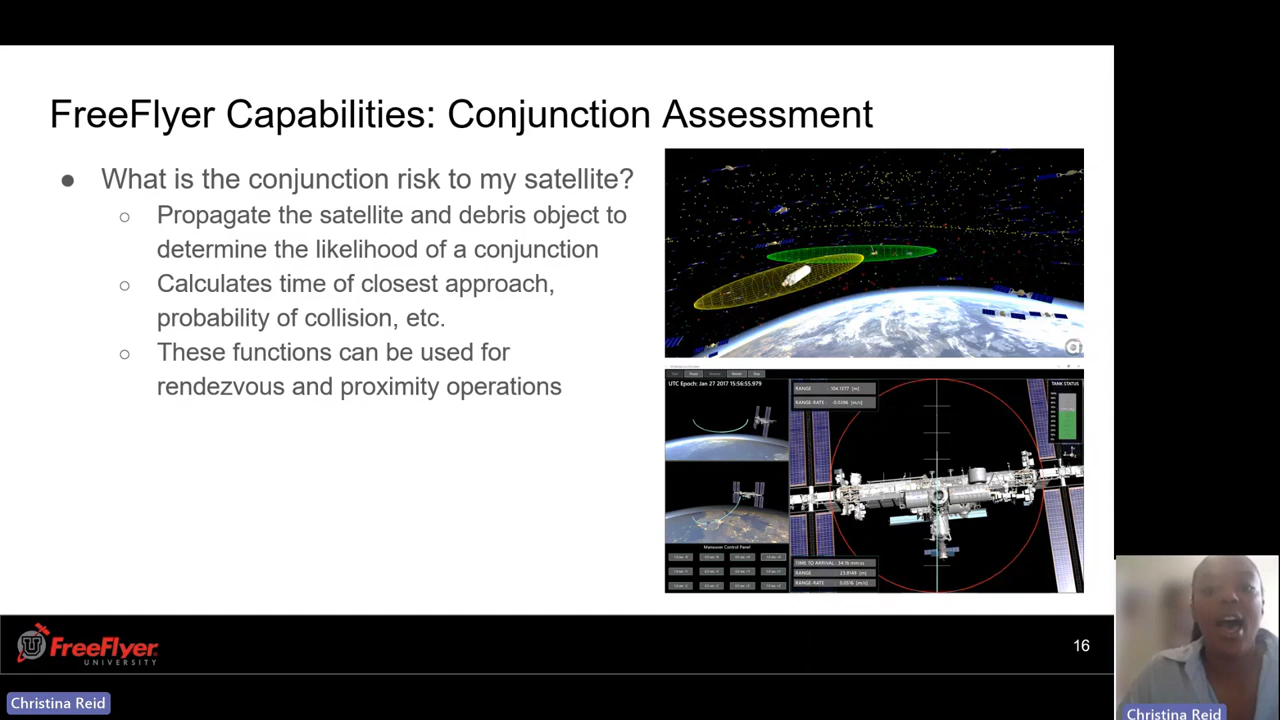 FreeFlyer Capabilities: Conjunction Assessment
● What is the conjunction risk to my satellite?
○ Propagate the satellite and debris object to
determine the likelihood of a conjunction
○ Calculates time of closest approach,
probability of collision, etc.
○ These functions can be used for
rendezvous and proximity operations
UTC Epoch: Jan 27 2017 15:56:55.979
RANGE
RANGE-RATE
TANK STATUS
Maneuver Control Panel
TIME TO ARRIVAL
RANGE
RANGE-RATE
FreeFlyer
UNIVERSITY
16
Christina Reid
Christina Reid